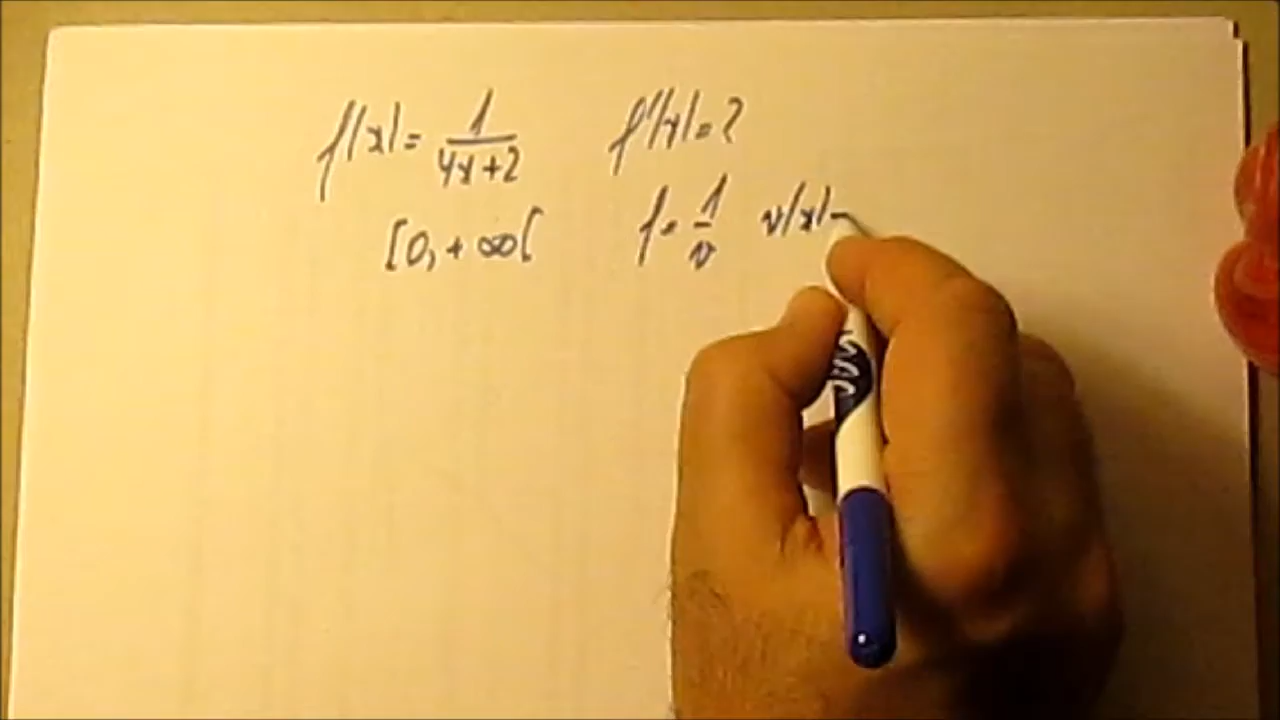 f(x) = 1/(4x+2) f'(x) = ?
[0, +∞[ f = 1/v v(x) =